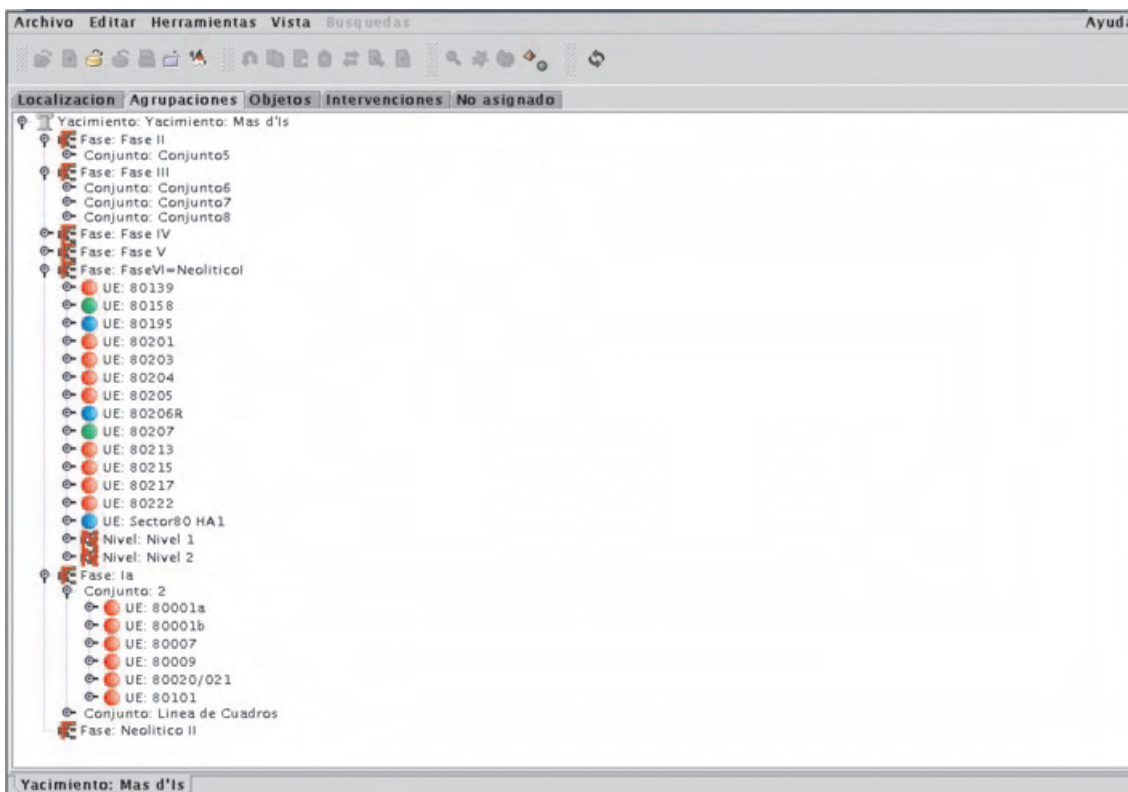 Archivo Editar Herramientas Vista Busquedas Ayuda
Localizacion Agrupaciones Objetos Intervenciones No asignado
Yacimiento: Yacimiento: Mas d'Is
Fase: Fase II
Conjunto: Conjunto5
Fase: Fase III
Conjunto: Conjunto6
Conjunto: Conjunto7
Conjunto: Conjunto8
Fase: Fase IV
Fase: Fase V
Fase: FaseVI=NeoliticoI
UE: 80139
UE: 80158
UE: 80195
UE: 80201
UE: 80203
UE: 80204
UE: 80205
UE: 80206R
UE: 80207
UE: 80213
UE: 80215
UE: 80217
UE: 80222
UE: Sector80 HA1
Nivel: Nivel 1
Nivel: Nivel 2
Fase: Ia
Conjunto: 2
UE: 80001a
UE: 80001b
UE: 80007
UE: 80009
UE: 80020/021
UE: 80101
Conjunto: Linea de Cuadros
Fase: Neolitico II
Yacimiento: Mas d'Is